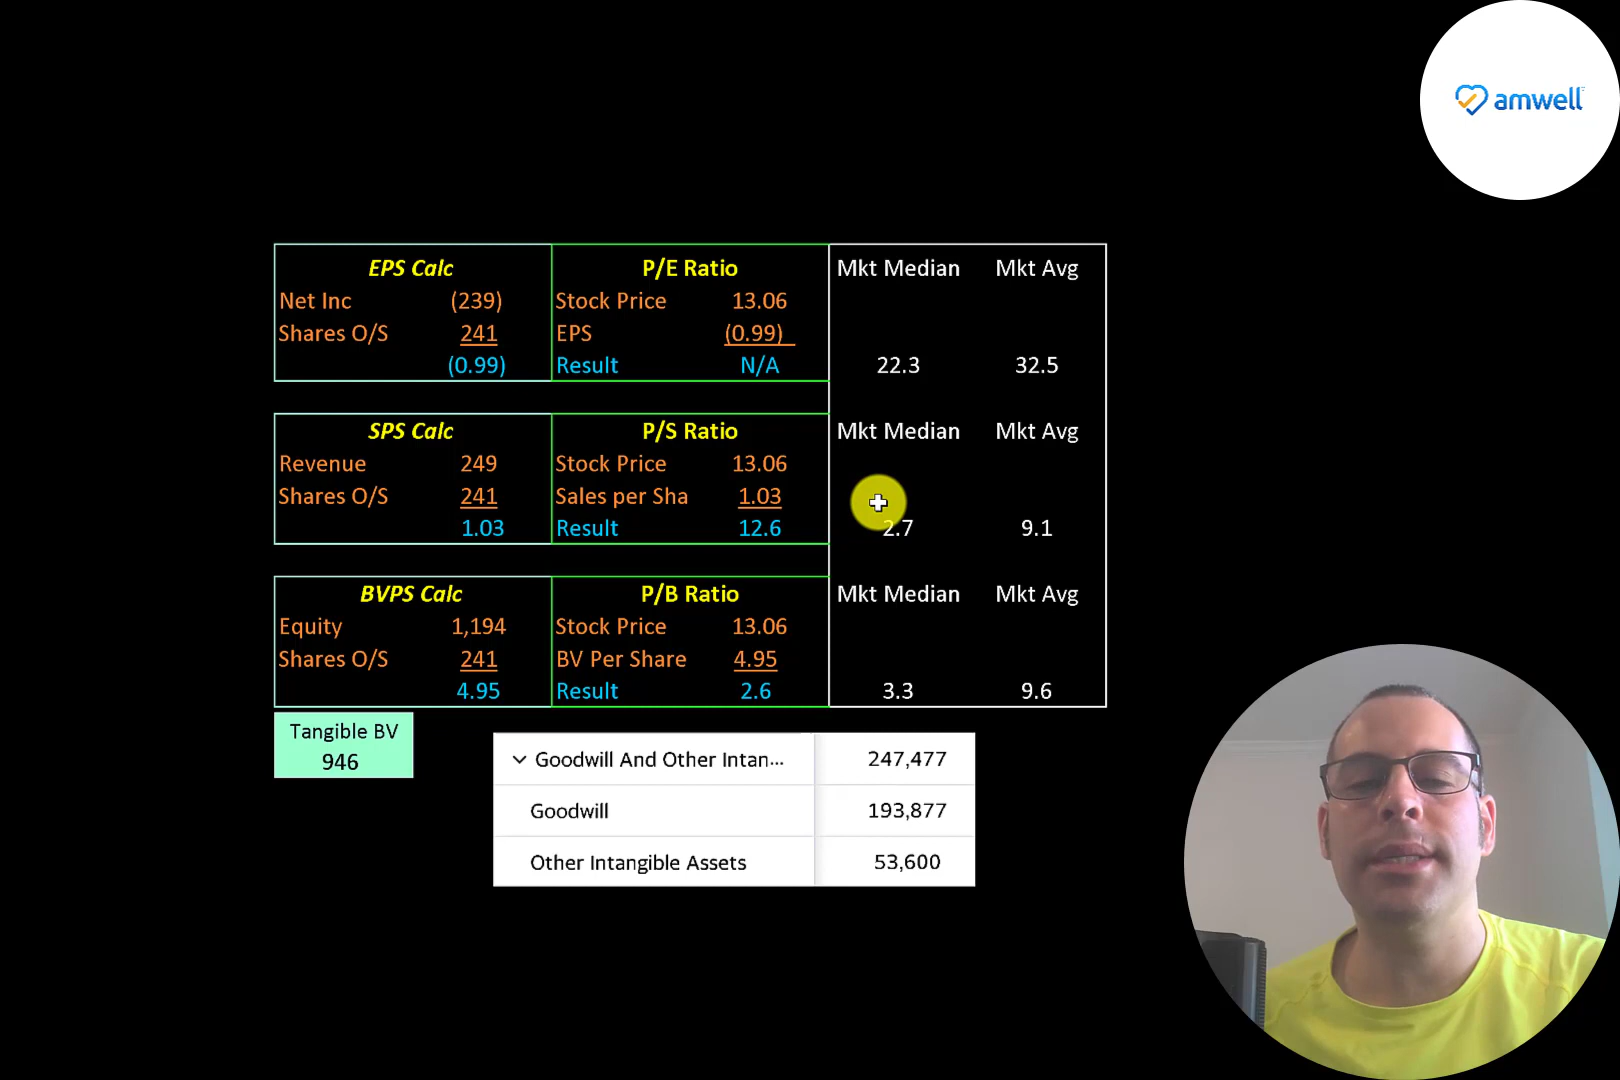 amwell
EPS Calc P/E Ratio Mkt Median Mkt Avg
Net Inc (239) Stock Price 13.06
Shares O/S 241 EPS (0.99)
(0.99) Result N/A 22.3 32.5
SPS Calc P/S Ratio Mkt Median Mkt Avg
Revenue 249 Stock Price 13.06
Shares O/S 241 Sales per Sha 1.03
1.03 Result 12.6 2.7 9.1
BVPS Calc P/B Ratio Mkt Median Mkt Avg
Equity 1,194 Stock Price 13.06
Shares O/S 241 BV Per Share 4.95
4.95 Result 2.6 3.3 9.6
Tangible BV
946
Goodwill And Other Intan... 247,477
Goodwill 193,877
Other Intangible Assets 53,600